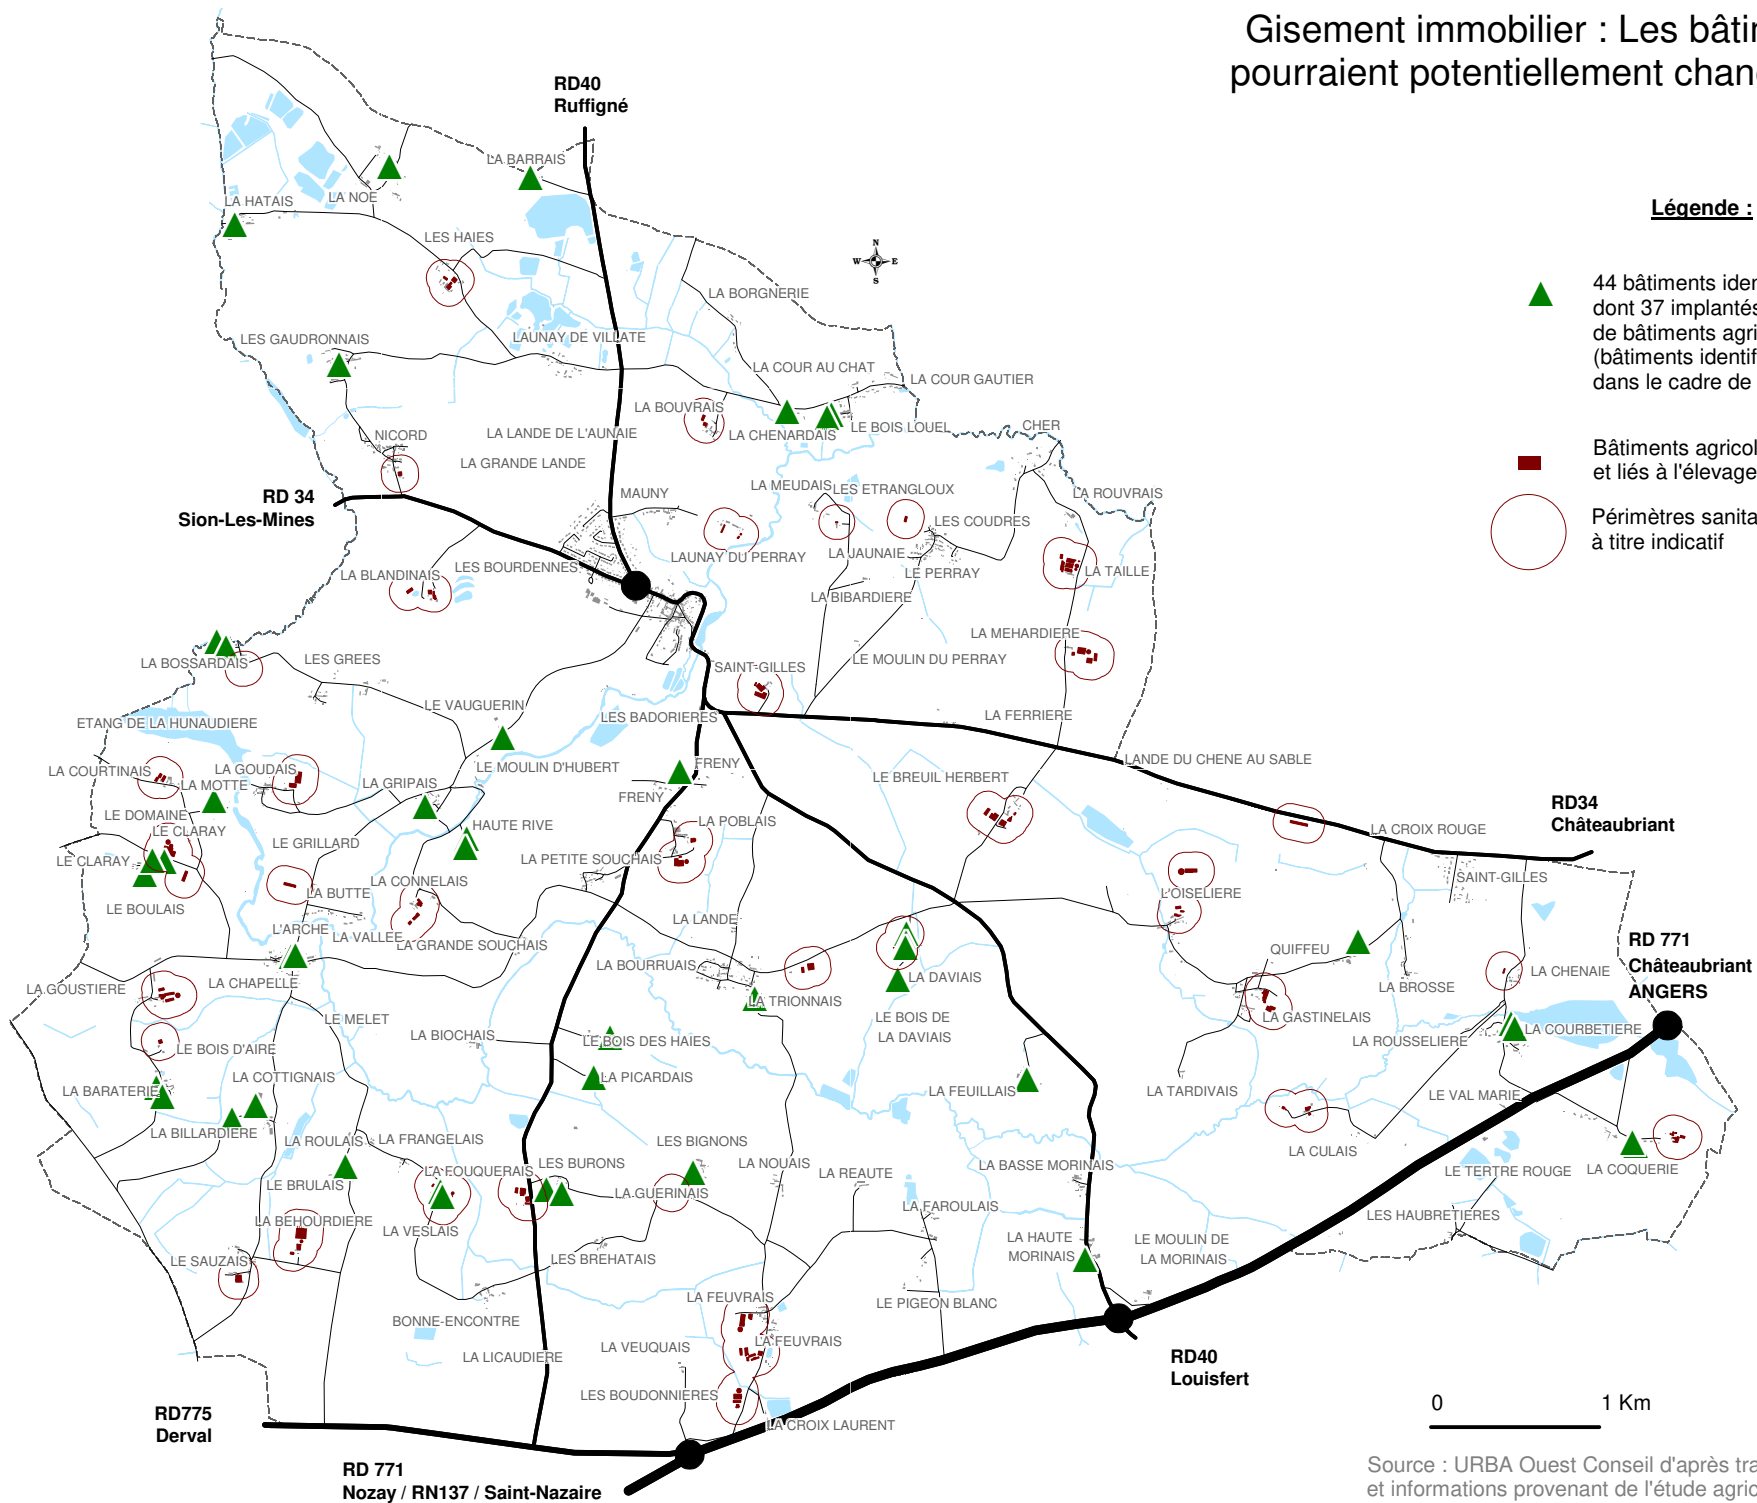 Gisement immobilier : Les bâtim
pourraient potentiellement chan
RD40
Ruffigné
LA BARRAIS
LA HATAIS
LA NOE
Légende :
LES HAIES
N
W E
S
44 bâtiments iden
dont 37 implantés
de bâtiments agri
(bâtiments identif
dans le cadre de
LA BORGNERIE
LES GAUDRONNAIS
LAUNAY DE VILLATE
LA COUR AU CHAT
LA COUR GAUTIER
LA BOUVRAIS
LA CHENARDAIS
LE BOIS LOUEL
CHER
NICORD
LA LANDE DE L'AUNAIE
LA GRANDE LANDE
Bâtiments agricol
et liés à l'élevage
RD 34
Sion-Les-Mines
MAUNY
LA MEUDAIS
LES ETRANGLOUX
LA ROUVRAIS
LES COUDRES
Périmètres sanita
à titre indicatif
LA BLANDINAIS
LES BOURDENNES
LAUNAY DU PERRAY
LA JAUNAIE
LE PERRAY
LA TAILLE
LA BIBARDIERE
LA MEHARDIERE
LA BOSSARDAIS
LES GREES
SAINT-GILLES
LE MOULIN DU PERRAY
LE VAUGUERIN
LES BADORIERES
LA FERRIERE
ETANG DE LA HUNAUDIERE
LA COURTINAIS
LA GOUDAIS
LA MOTTE
LA GRIPAIS
LE MOULIN D'HUBERT
FRENY
FRENY
LE BREUIL HERBERT
LANDE DU CHENE AU SABLE
RD34
Châteaubriant
LE DOMAINE
LE CLARAY
LE CLARAY
LE GRILLARD
HAUTE RIVE
LA POBLAIS
LA PETITE SOUCHAIS
LA CROIX ROUGE
SAINT-GILLES
LE BOULAIS
LA BUTTE
LA CONNELAIS
L'OISELIERE
L'ARCHE
LA VALLEE
LA GRANDE SOUCHAIS
LA LANDE
QUIFFEU
RD 771
Châteaubriant
ANGERS
LA GOUSTIERE
LA CHAPELLE
LA BOURRUAIS
LA TRIONNAIS
LA DAVIAIS
LA BROSSE
LA CHENAIE
LE MELET
LE BOIS DE
LA DAVIAIS
LA GASTINELAIS
LA BIOCHAIS
LE BOIS DES HAIES
LA ROUSSELIERE
LA COURBETIERE
LE BOIS D'AIRE
LA COTTIGNAIS
LA BARATERIE
LA PICARDAIS
LA FEUILLAIS
LA TARDIVAIS
LE VAL MARIE
LA BILLARDIERE
LA ROULAIS
LA FRANGELAIS
LES BIGNONS
LA CULAIS
LE BRULAIS
LA FOUQUERAIS
LES BURONS
LA GUERINAIS
LA NOUAIS
LA REAUTE
LA BASSE MORINAIS
LE TERTRE ROUGE
LA COQUERIE
LA BEHOURDIERE
LA VESLAIS
LA FAROULAIS
LES HAUBRETIERES
LE SAUZAIS
LES BREHATAIS
LA HAUTE
MORINAIS
LE MOULIN DE
LA MORINAIS
LA FEUVRAIS
LE PIGEON BLANC
BONNE-ENCONTRE
LA VEUQUAIS
LA FEUVRAIS
LA LICAUDIERE
RD40
Louisfert
LES BOUDONNIERES
LA CROIX LAURENT
RD775
Derval
0 1 Km
RD 771
Nozay / RN137 / Saint-Nazaire
Source : URBA Ouest Conseil d'après tra
et informations provenant de l'étude agric